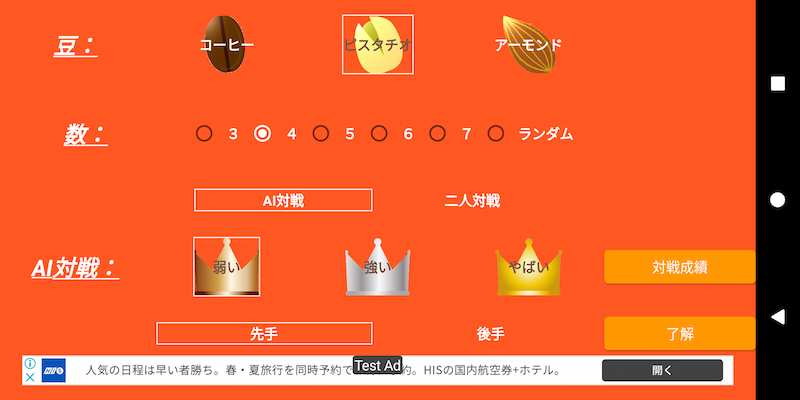 豆： コーヒー ピスタチオ アーモンド
数： 3 4 5 6 7 ランダム
AI対戦 二人対戦
AI対戦： 弱い 強い やばい 対戦成績
先手 後手 了解
人気の日程は早い者勝ち。春・夏旅行を同時予約で 約。HISの国内航空券+ホテル。 開く
Test Ad